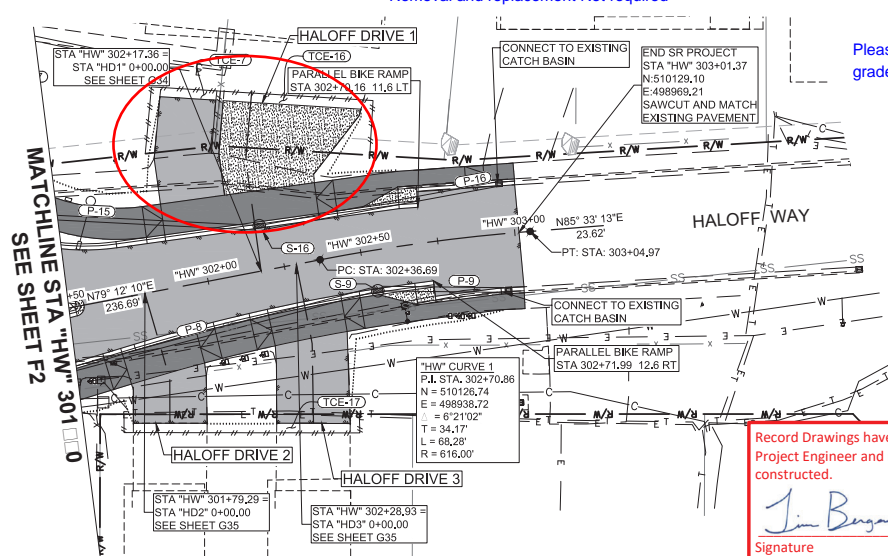 Removal and replacement Not required
Pleas
grade
STA "HW" 302+17.36 =
STA "HD1" 0+00.00
SEE SHEET G34
TCE-7
HALOFF DRIVE 1
TCE-16
PARALLEL BIKE RAMP
STA 302+70.16 11.6 LT
CONNECT TO EXISTING
CATCH BASIN
END SR PROJECT
STA "HW" 303+01.37
N:510129.10
E:498969.21
SAWCUT AND MATCH
EXISTING PAVEMENT
R/W R/W R/W R/W R/W R/W R/W R/W
P-15
P-16
S-16
"HW" 303+00
N85° 33' 13"E
23.62'
HALOFF WAY
"HW" 302+50
PT: STA: 303+04.97
"HW" 302+00
PC: STA: 302+36.69
+50
N79° 12' 10"E
236.69'
S-9
P-9
P-8
SS SS SS SS
MATCHLINE STA "HW" 301 0
SEE SHEET F2
CONNECT TO EXISTING
CATCH BASIN
PARALLEL BIKE RAMP
STA 302+71.99 12.6 RT
"HW" CURVE 1
P.I. STA. 302+70.86
N = 510126.74
E = 498938.72
△ = 6°21'02"
T = 34.17'
L = 68.28'
R = 616.00'
TCE-17
R/W R/W R/W R/W R/W
HALOFF DRIVE 2
HALOFF DRIVE 3
STA "HW" 301+79.29 =
STA "HD2" 0+00.00
SEE SHEET G35
STA "HW" 302+28.93 =
STA "HD3" 0+00.00
SEE SHEET G35
Record Drawings have
Project Engineer and
constructed.
Signature